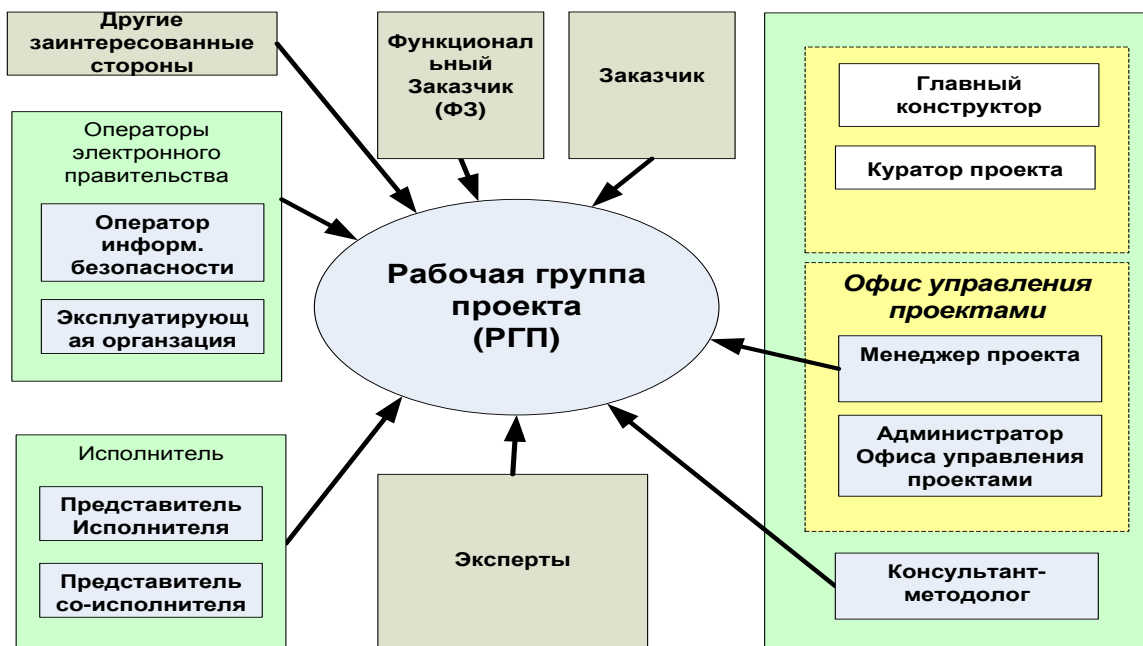 Другие
заинтересованные
стороны
Функционал
ьный
Заказчик
(ФЗ)
Заказчик
Главный
конструктор
Куратор проекта
Операторы
электронного
правительства
Оператор
информ.
безопасности
Эксплуатирующ
ая органзация
Рабочая группа
проекта
(РГП)
Офис управления
проектами
Менеджер проекта
Администратор
Офиса управления
проектами
Исполнитель
Представитель
Исполнителя
Представитель
со-исполнителя
Эксперты
Консультант-
методолог